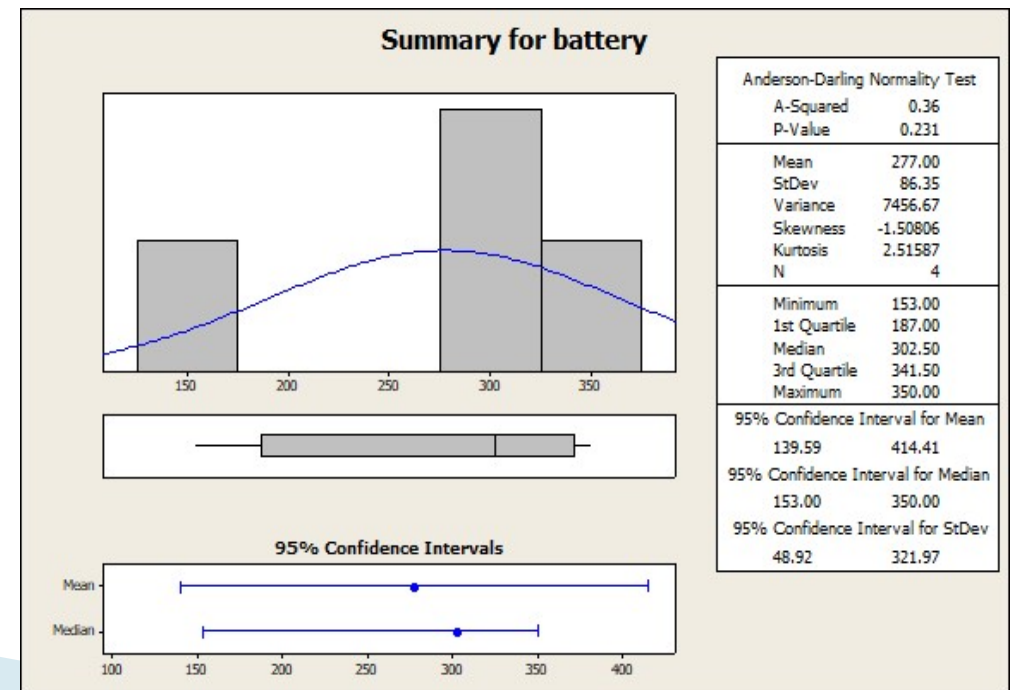 Summary for battery
150 200 250 300 350
95% Confidence Intervals
Mean
Median
100 150 200 250 300 350 400
Anderson-Darling Normality Test
A-Squared 0.36
P-Value 0.231
Mean 277.00
StDev 86.35
Variance 7456.67
Skewness -1.50806
Kurtosis 2.51587
N 4
Minimum 153.00
1st Quartile 187.00
Median 302.50
3rd Quartile 341.50
Maximum 350.00
95% Confidence Interval for Mean
139.59 414.41
95% Confidence Interval for Median
153.00 350.00
95% Confidence Interval for StDev
48.92 321.97